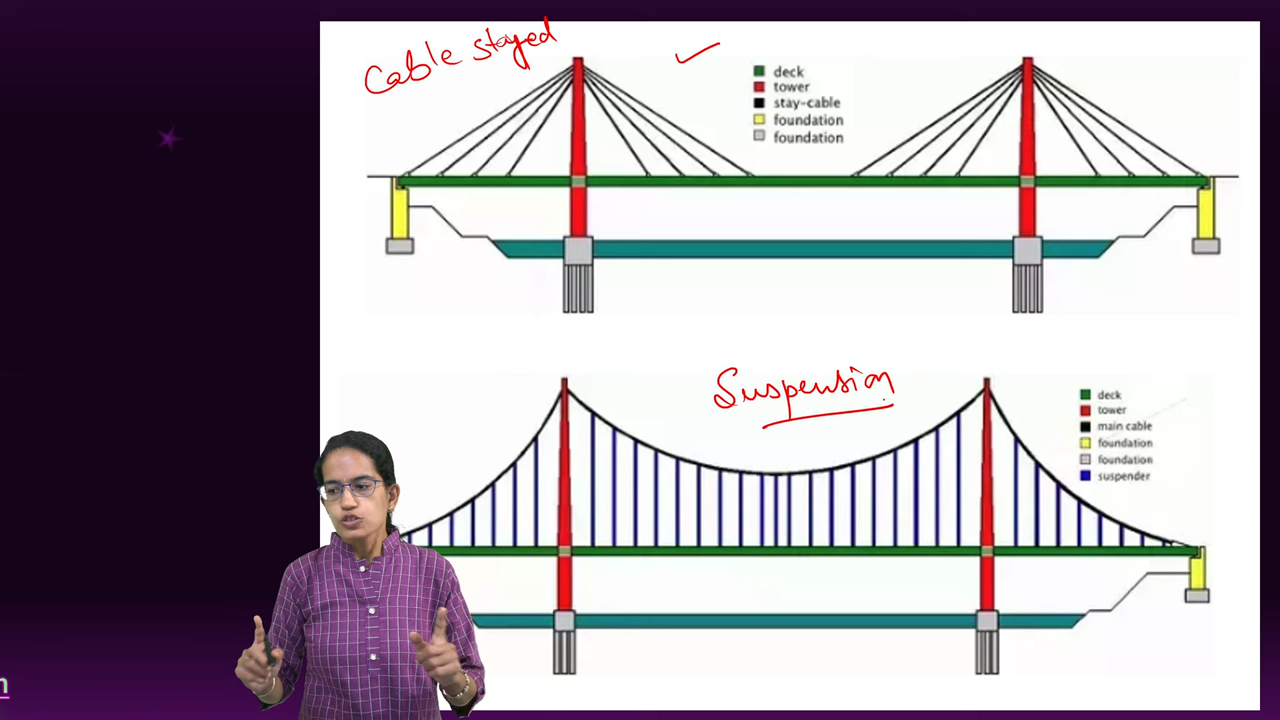 Cable stayed
deck
tower
stay-cable
foundation
foundation
Suspension
deck
tower
main cable
foundation
foundation
suspender